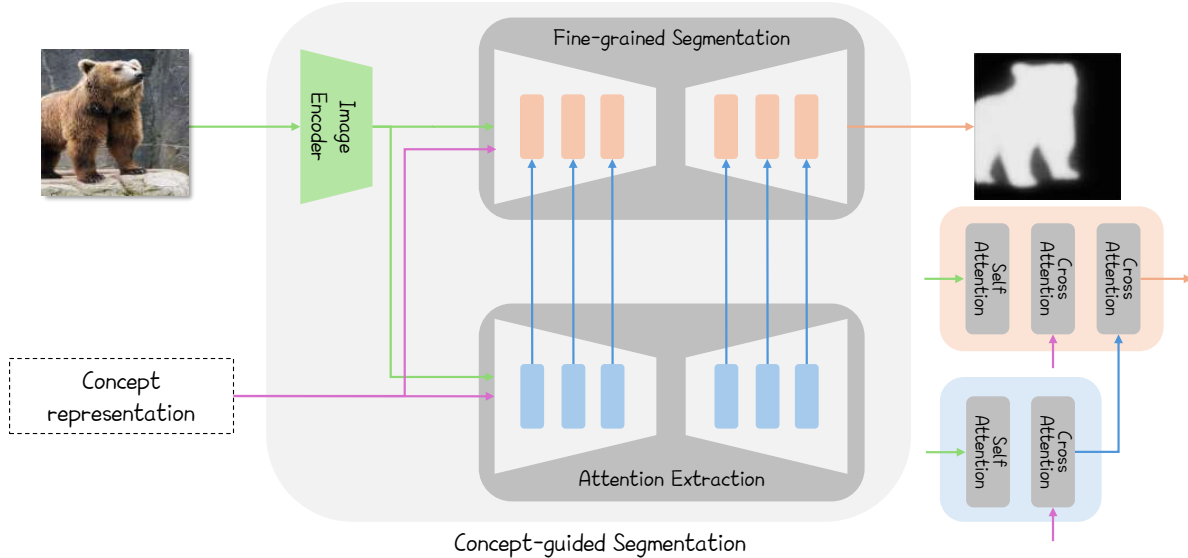 Fine-grained Segmentation
Image
Encoder
Concept
representation
Attention Extraction
Concept-guided Segmentation
Self
Attention
Cross
Attention
Cross
Attention
Self
Attention
Cross
Attention